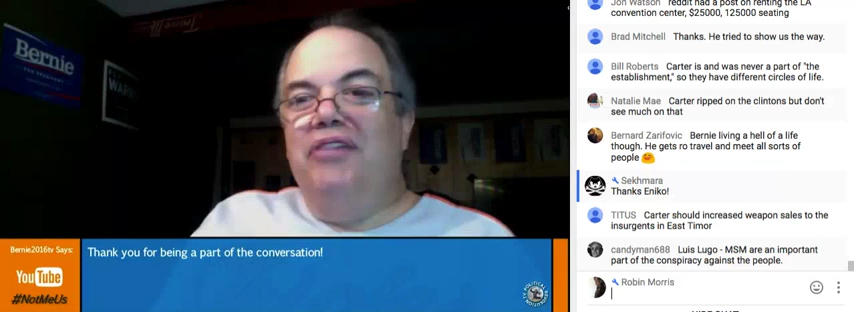 Bernie
WARR
Bernie2016tv Says:
YouTube
#NotMeUs
Thank you for being a part of the conversation!
Jon Watson reddit had a post on renting the LA
convention center, $25000, 125000 seating
Brad Mitchell Thanks. He tried to show us the way.
Bill Roberts Carter is and was never a part of "the
establishment," so they have different circles of life.
Natalie Mae Carter ripped on the clintons but don't
see much on that
Bernard Zarifovic Bernie living a hell of a life
though. He gets ro travel and meet all sorts of
people 🤗
Sekhmara
Thanks Eniko!
TITUS Carter should increased weapon sales to the
insurgents in East Timor
candyman688 Luis Lugo - MSM are an important
part of the conspiracy against the people.
Robin Morris